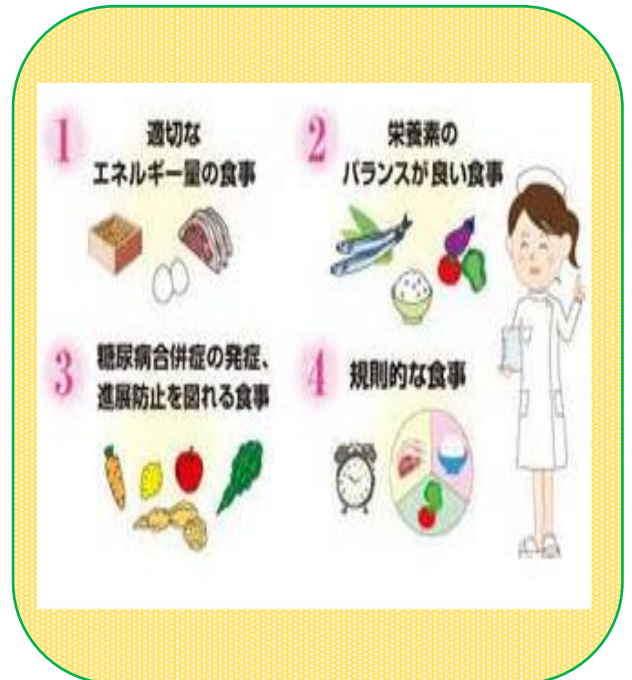 1
適切な
エネルギー量の食事
2
栄養素の
バランスが良い食事
3
糖尿病合併症の発症、
進展防止を図れる食事
4
規則的な食事